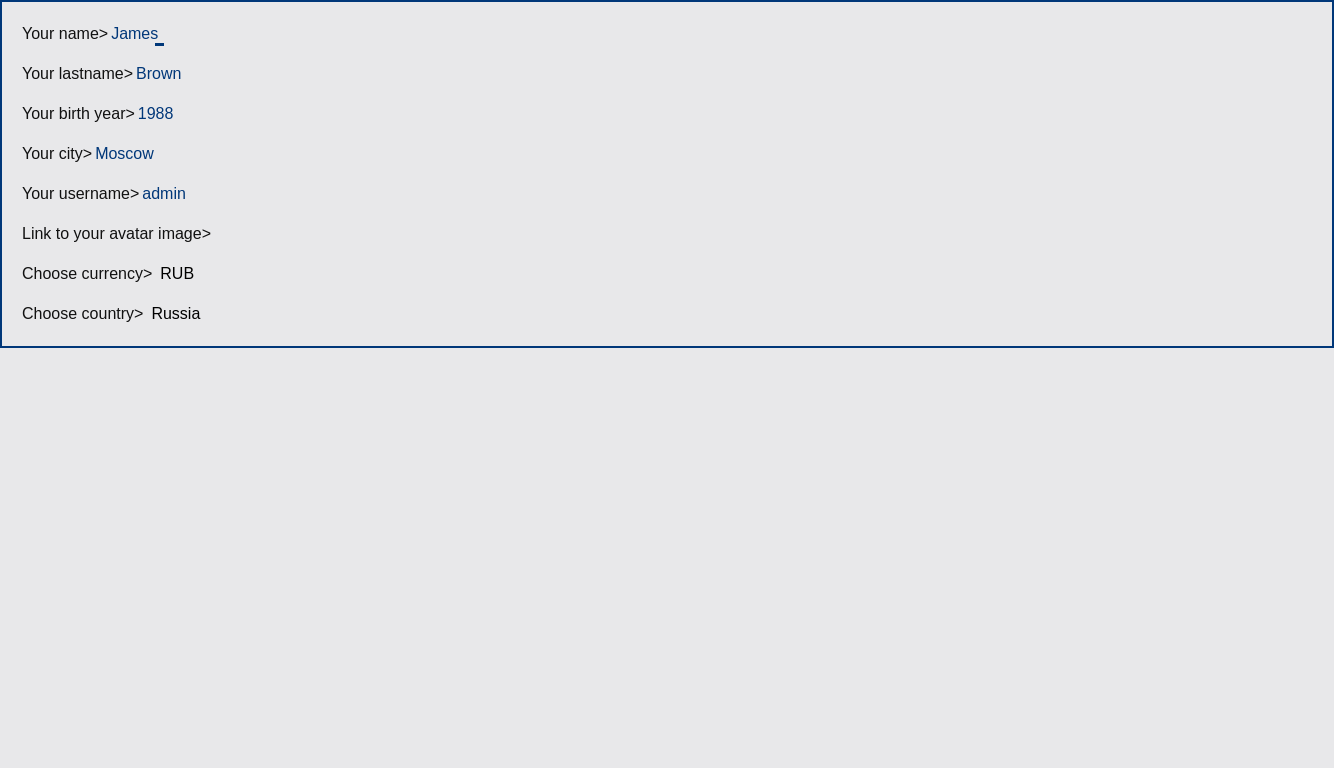 Your name> James
Your lastname> Brown
Your birth year> 1988
Your city> Moscow
Your username> admin
Link to your avatar image>
Choose currency> RUB
Choose country> Russia